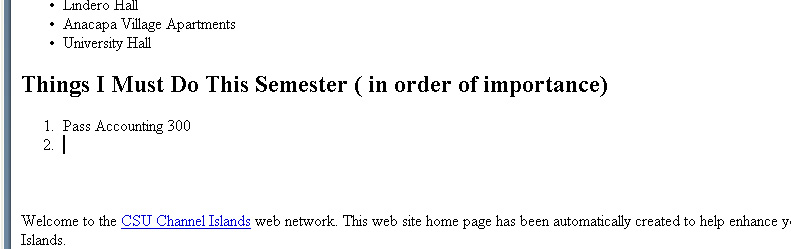 • Lindero Hall
• Anacapa Village Apartments
• University Hall
Things I Must Do This Semester ( in order of importance)
1. Pass Accounting 300
2.
Welcome to the CSU Channel Islands web network. This web site home page has been automatically created to help enhance y
Islands.